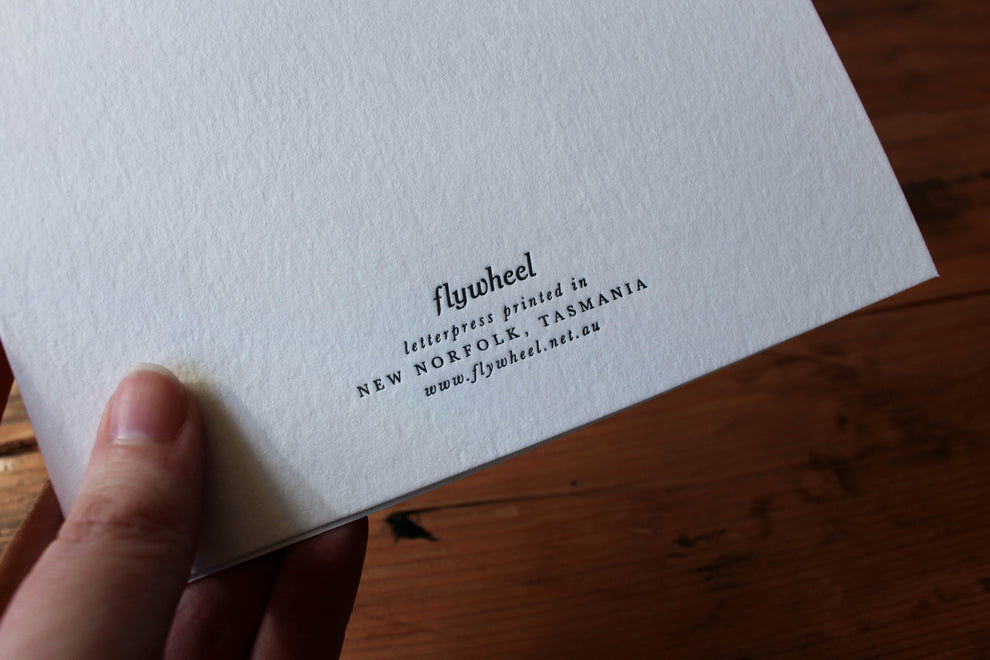 flywheel
letterpress printed in
NEW NORFOLK, TASMANIA
www.flywheel.net.au